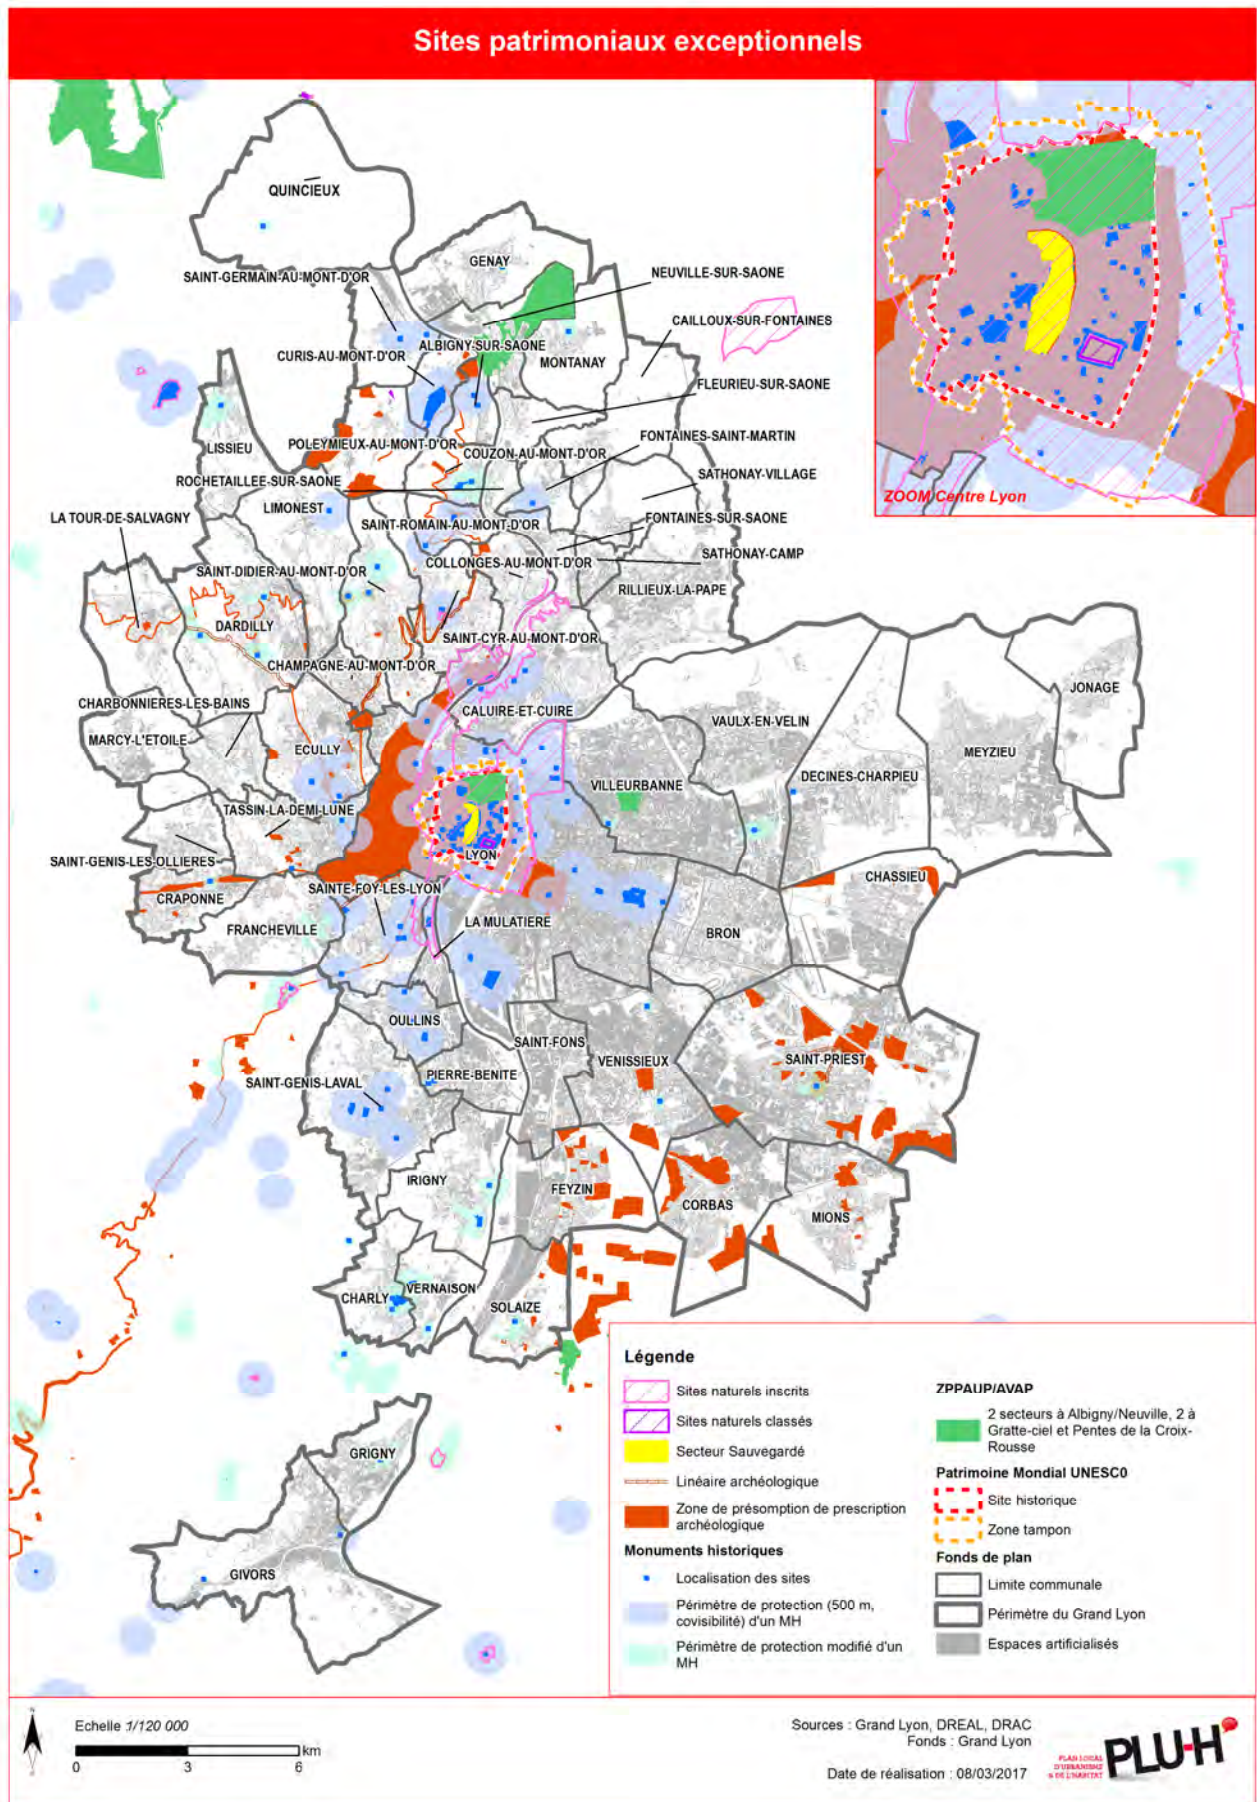 Sites patrimoniaux exceptionnels
QUINCIEUX
GENAY
SAINT-GERMAIN-AU-MONT-D'OR
NEUVILLE-SUR-SAONE
CAILLOUX-SUR-FONTAINES
ALBIGNY-SUR-SAONE
CURIS-AU-MONT-D'OR
MONTANAY
FLEURIEU-SUR-SAONE
LISSIEU
POLEYMIEUX-AU-MONT-D'OR
FONTAINES-SAINT-MARTIN
COUZON-AU-MONT-D'OR
SATHONAY-VILLAGE
ROCHETAILLEE-SUR-SAONE
ZOOM Centre Lyon
LIMONEST
LA TOUR-DE-SALVAGNY
SAINT-ROMAIN-AU-MONT-D'OR
FONTAINES-SUR-SAONE
SATHONAY-CAMP
COLLONGES-AU-MONT-D'OR
SAINT-DIDIER-AU-MONT-D'OR
RILLIEUX-LA-PAPE
DARDILLY
SAINT-CYR-AU-MONT-D'OR
CHAMPAGNE-AU-MONT-D'OR
JONAGE
CHARBONNIERES-LES-BAINS
CALUIRE-ET-CUIRE
VAULX-EN-VELIN
MARCY-L'ETOILE
ECULLY
MEYZIEU
DECINES-CHARPIEU
VILLEURBANNE
TASSIN-LA-DEMI-LUNE
LYON
SAINT-GENIS-LES-OLLIERES
CHASSIEU
SAINTE-FOY-LES-LYON
CRAPONNE
LA MULATIERE
FRANCHEVILLE
BRON
OULLINS
SAINT-FONS
VENISSIEUX
SAINT-PRIEST
PIERRE-BENITE
SAINT-GENIS-LAVAL
IRIGNY
FEYZIN
CORBAS
MIONS
VERNAISON
CHARLY
SOLAIZE
GRIGNY
GIVORS
Légende
Sites naturels inscrits
Sites naturels classés
Secteur Sauvegardé
Linéaire archéologique
Zone de présomption de prescription
archéologique
Monuments historiques
Localisation des sites
Périmètre de protection (500 m,
covisibilité) d'un MH
Périmètre de protection modifié d'un
MH
ZPPAUP/AVAP
2 secteurs à Albigny/Neuville, 2 à
Gratte-ciel et Pentes de la Croix-
Rousse
Patrimoine Mondial UNESC0
Site historique
Zone tampon
Fonds de plan
Limite communale
Périmètre du Grand Lyon
Espaces artificialisés
N
S
Echelle 1/120 000
km
0 3 6
Sources : Grand Lyon, DREAL, DRAC
Fonds : Grand Lyon
Date de réalisation : 08/03/2017
PLAN LOCAL
D'URBANISME
& DE L'HABITAT
PLU-H